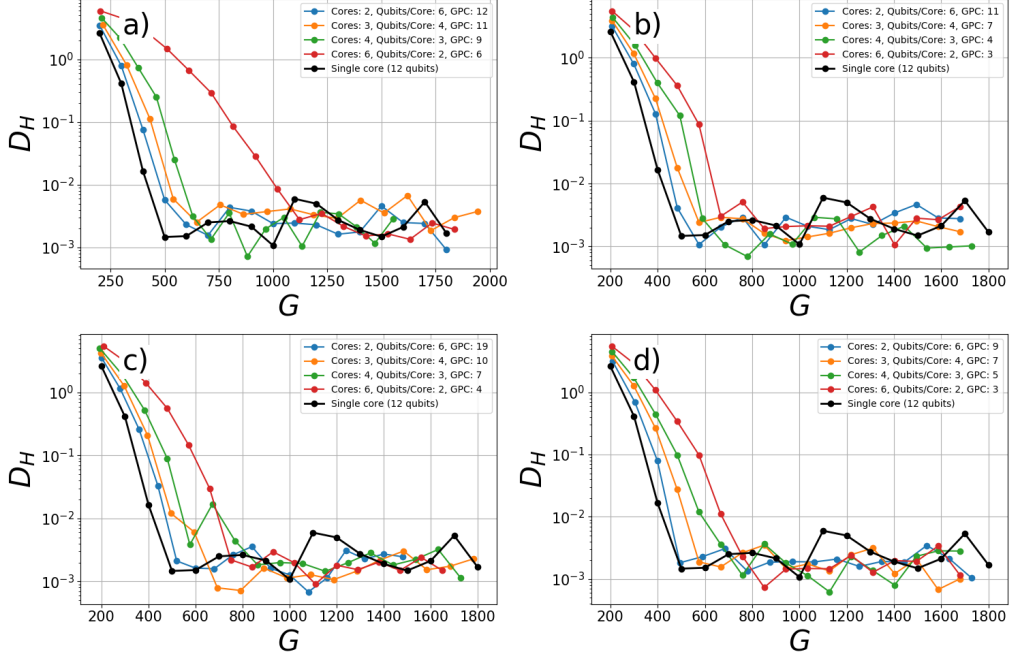 a)
Cores: 2, Qubits/Core: 6, GPC: 12
Cores: 3, Qubits/Core: 4, GPC: 11
Cores: 4, Qubits/Core: 3, GPC: 9
Cores: 6, Qubits/Core: 2, GPC: 6
Single core (12 qubits)
10⁰
10⁻¹
10⁻²
10⁻³
D_H
250 500 750 1000 1250 1500 1750 2000
G
b)
Cores: 2, Qubits/Core: 6, GPC: 11
Cores: 3, Qubits/Core: 4, GPC: 7
Cores: 4, Qubits/Core: 3, GPC: 4
Cores: 6, Qubits/Core: 2, GPC: 3
Single core (12 qubits)
10⁰
10⁻¹
10⁻²
10⁻³
D_H
200 400 600 800 1000 1200 1400 1600 1800
G
c)
Cores: 2, Qubits/Core: 6, GPC: 19
Cores: 3, Qubits/Core: 4, GPC: 10
Cores: 4, Qubits/Core: 3, GPC: 7
Cores: 6, Qubits/Core: 2, GPC: 4
Single core (12 qubits)
10⁰
10⁻¹
10⁻²
10⁻³
D_H
200 400 600 800 1000 1200 1400 1600 1800
G
d)
Cores: 2, Qubits/Core: 6, GPC: 9
Cores: 3, Qubits/Core: 4, GPC: 7
Cores: 4, Qubits/Core: 3, GPC: 5
Cores: 6, Qubits/Core: 2, GPC: 3
Single core (12 qubits)
10⁰
10⁻¹
10⁻²
10⁻³
D_H
200 400 600 800 1000 1200 1400 1600 1800
G